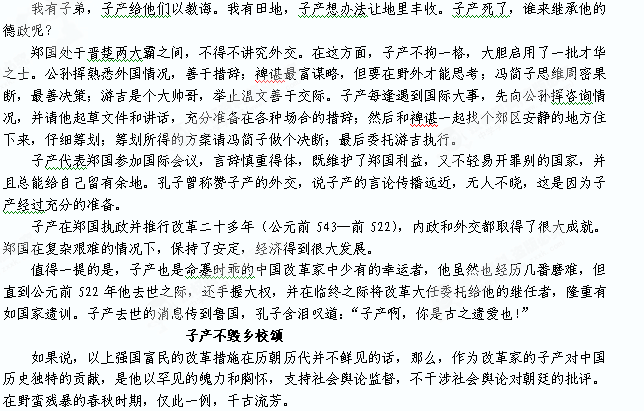 我有子弟，子产给他们以教诲。我有田地，子产想办法让地里丰收。子产死了，谁来继承他的
德政呢？
郑国处于晋楚两大霸之间，不得不讲究外交。在这方面，子产不拘一格，大胆启用了一批才华
之士。公孙挥熟悉外国情况，善于措辞；裨谌最富谋略，但要在野外才能思考；冯简子思维周密果
断，最善决策；游吉是个大帅哥，举止温文善于交际。子产每逢遇到国际大事，先向公孙挥咨询情
况，并请他起草文件和讲话，充分准备在各种场合的措辞；然后和裨谌一起找个郊区安静的地方住
下来，仔细筹划；筹划所得的方案请冯简子做个决断；最后委托游吉执行。
子产代表郑国参加国际会议，言辞慎重得体，既维护了郑国利益，又不轻易开罪别的国家，并
且总能给自己留有余地。孔子曾称赞子产的外交，说子产的言论传播远近，无人不晓，这是因为子
产经过充分的准备。
子产在郑国执政并推行改革二十多年（公元前 543—前 522），内政和外交都取得了很大成就。
郑国在复杂艰难的情况下，保持了安定，经济得到很大发展。
值得一提的是，子产也是命蹇时乖的中国改革家中少有的幸运者，他虽然也经历几番磨难，但
直到公元前 522 年他去世之际，还手握大权，并在临终之际将改革大任委托给他的继任者，隆重有
如国家遗训。子产去世的消息传到鲁国，孔子含泪叹道：“子产啊，你是古之遗爱也！”
子产不毁乡校颂
如果说，以上强国富民的改革措施在历朝历代并不鲜见的话，那么，作为改革家的子产对中国
历史独特的贡献，是他以罕见的魄力和胸怀，支持社会舆论监督，不干涉社会舆论对朝廷的批评。
在野蛮残暴的春秋时期，仅此一例，千古流芳。